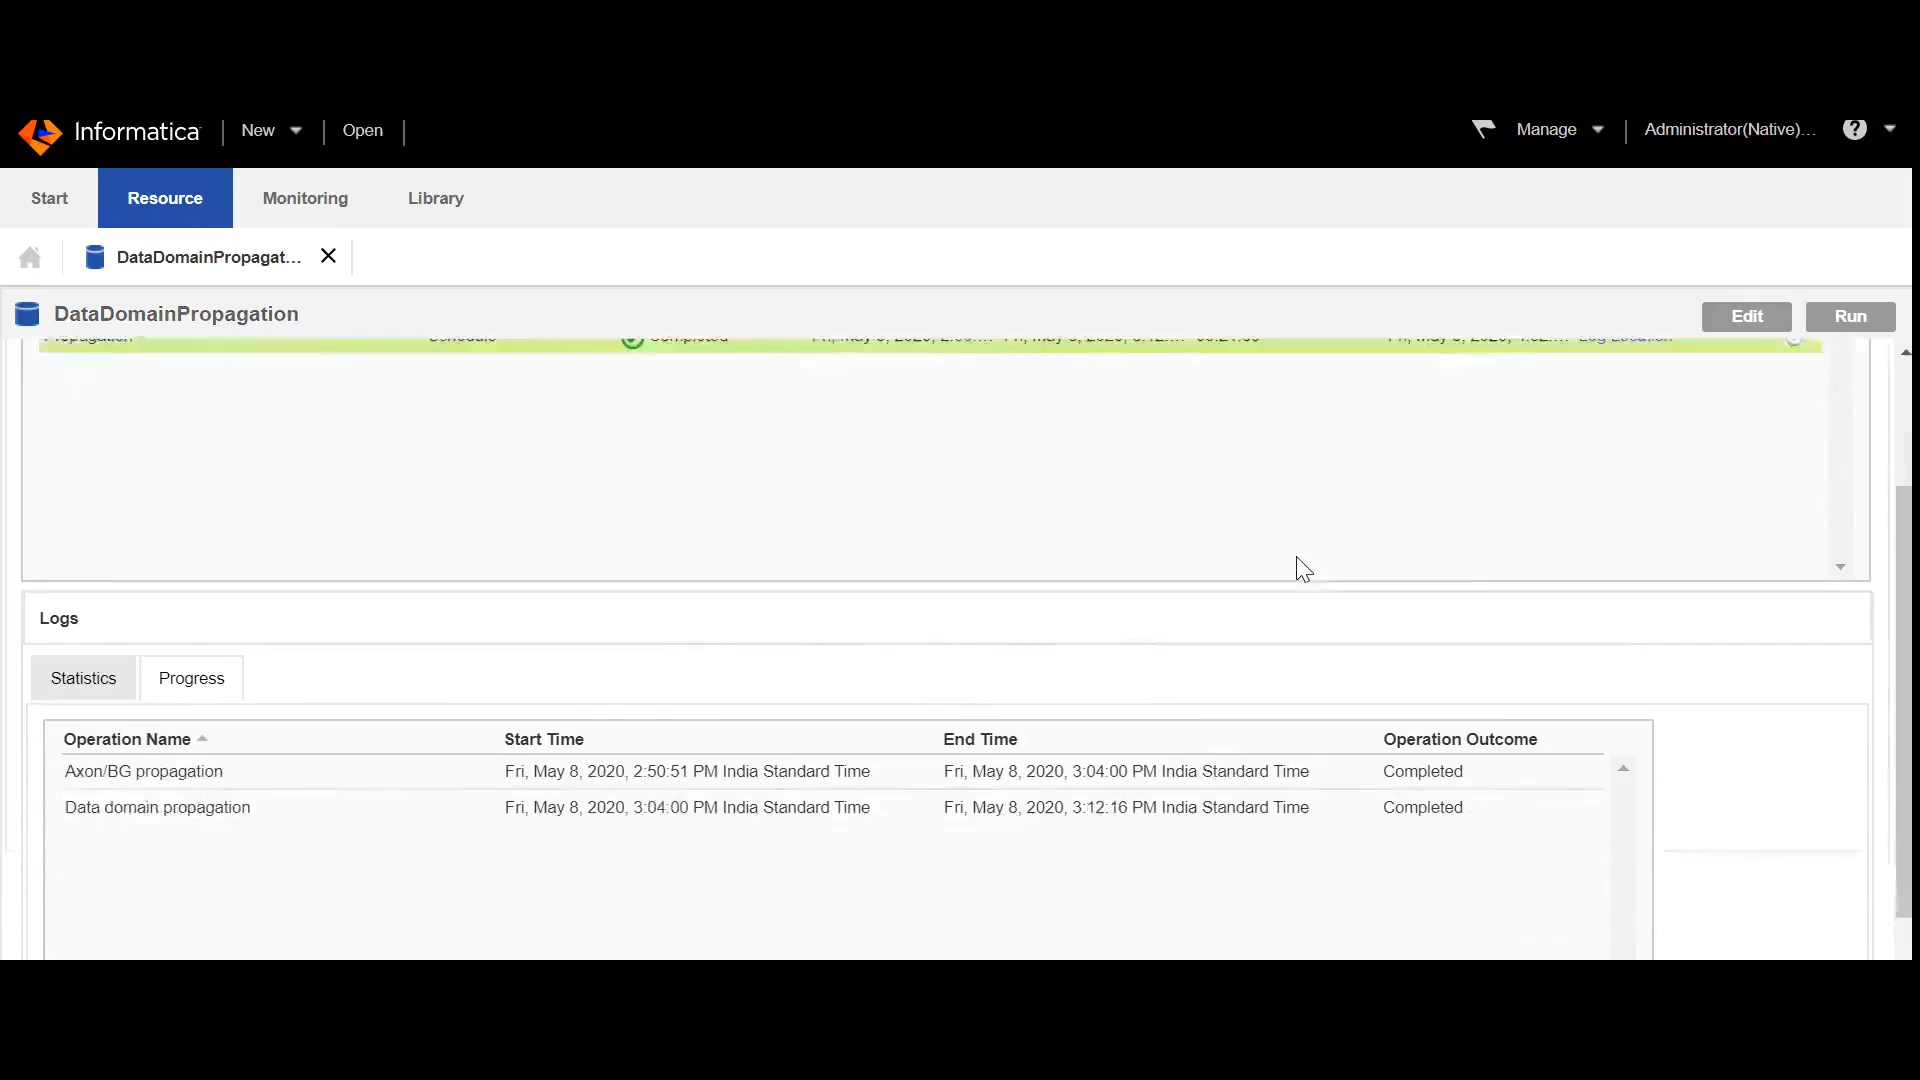 Informatica New Open Manage Administrator(Native)... ?
Start Resource Monitoring Library
DataDomainPropagat...
DataDomainPropagation Edit Run
Logs
Statistics Progress
Operation Name Start Time End Time Operation Outcome
Axon/BG propagation Fri, May 8, 2020, 2:50:51 PM India Standard Time Fri, May 8, 2020, 3:04:00 PM India Standard Time Completed
Data domain propagation Fri, May 8, 2020, 3:04:00 PM India Standard Time Fri, May 8, 2020, 3:12:16 PM India Standard Time Completed